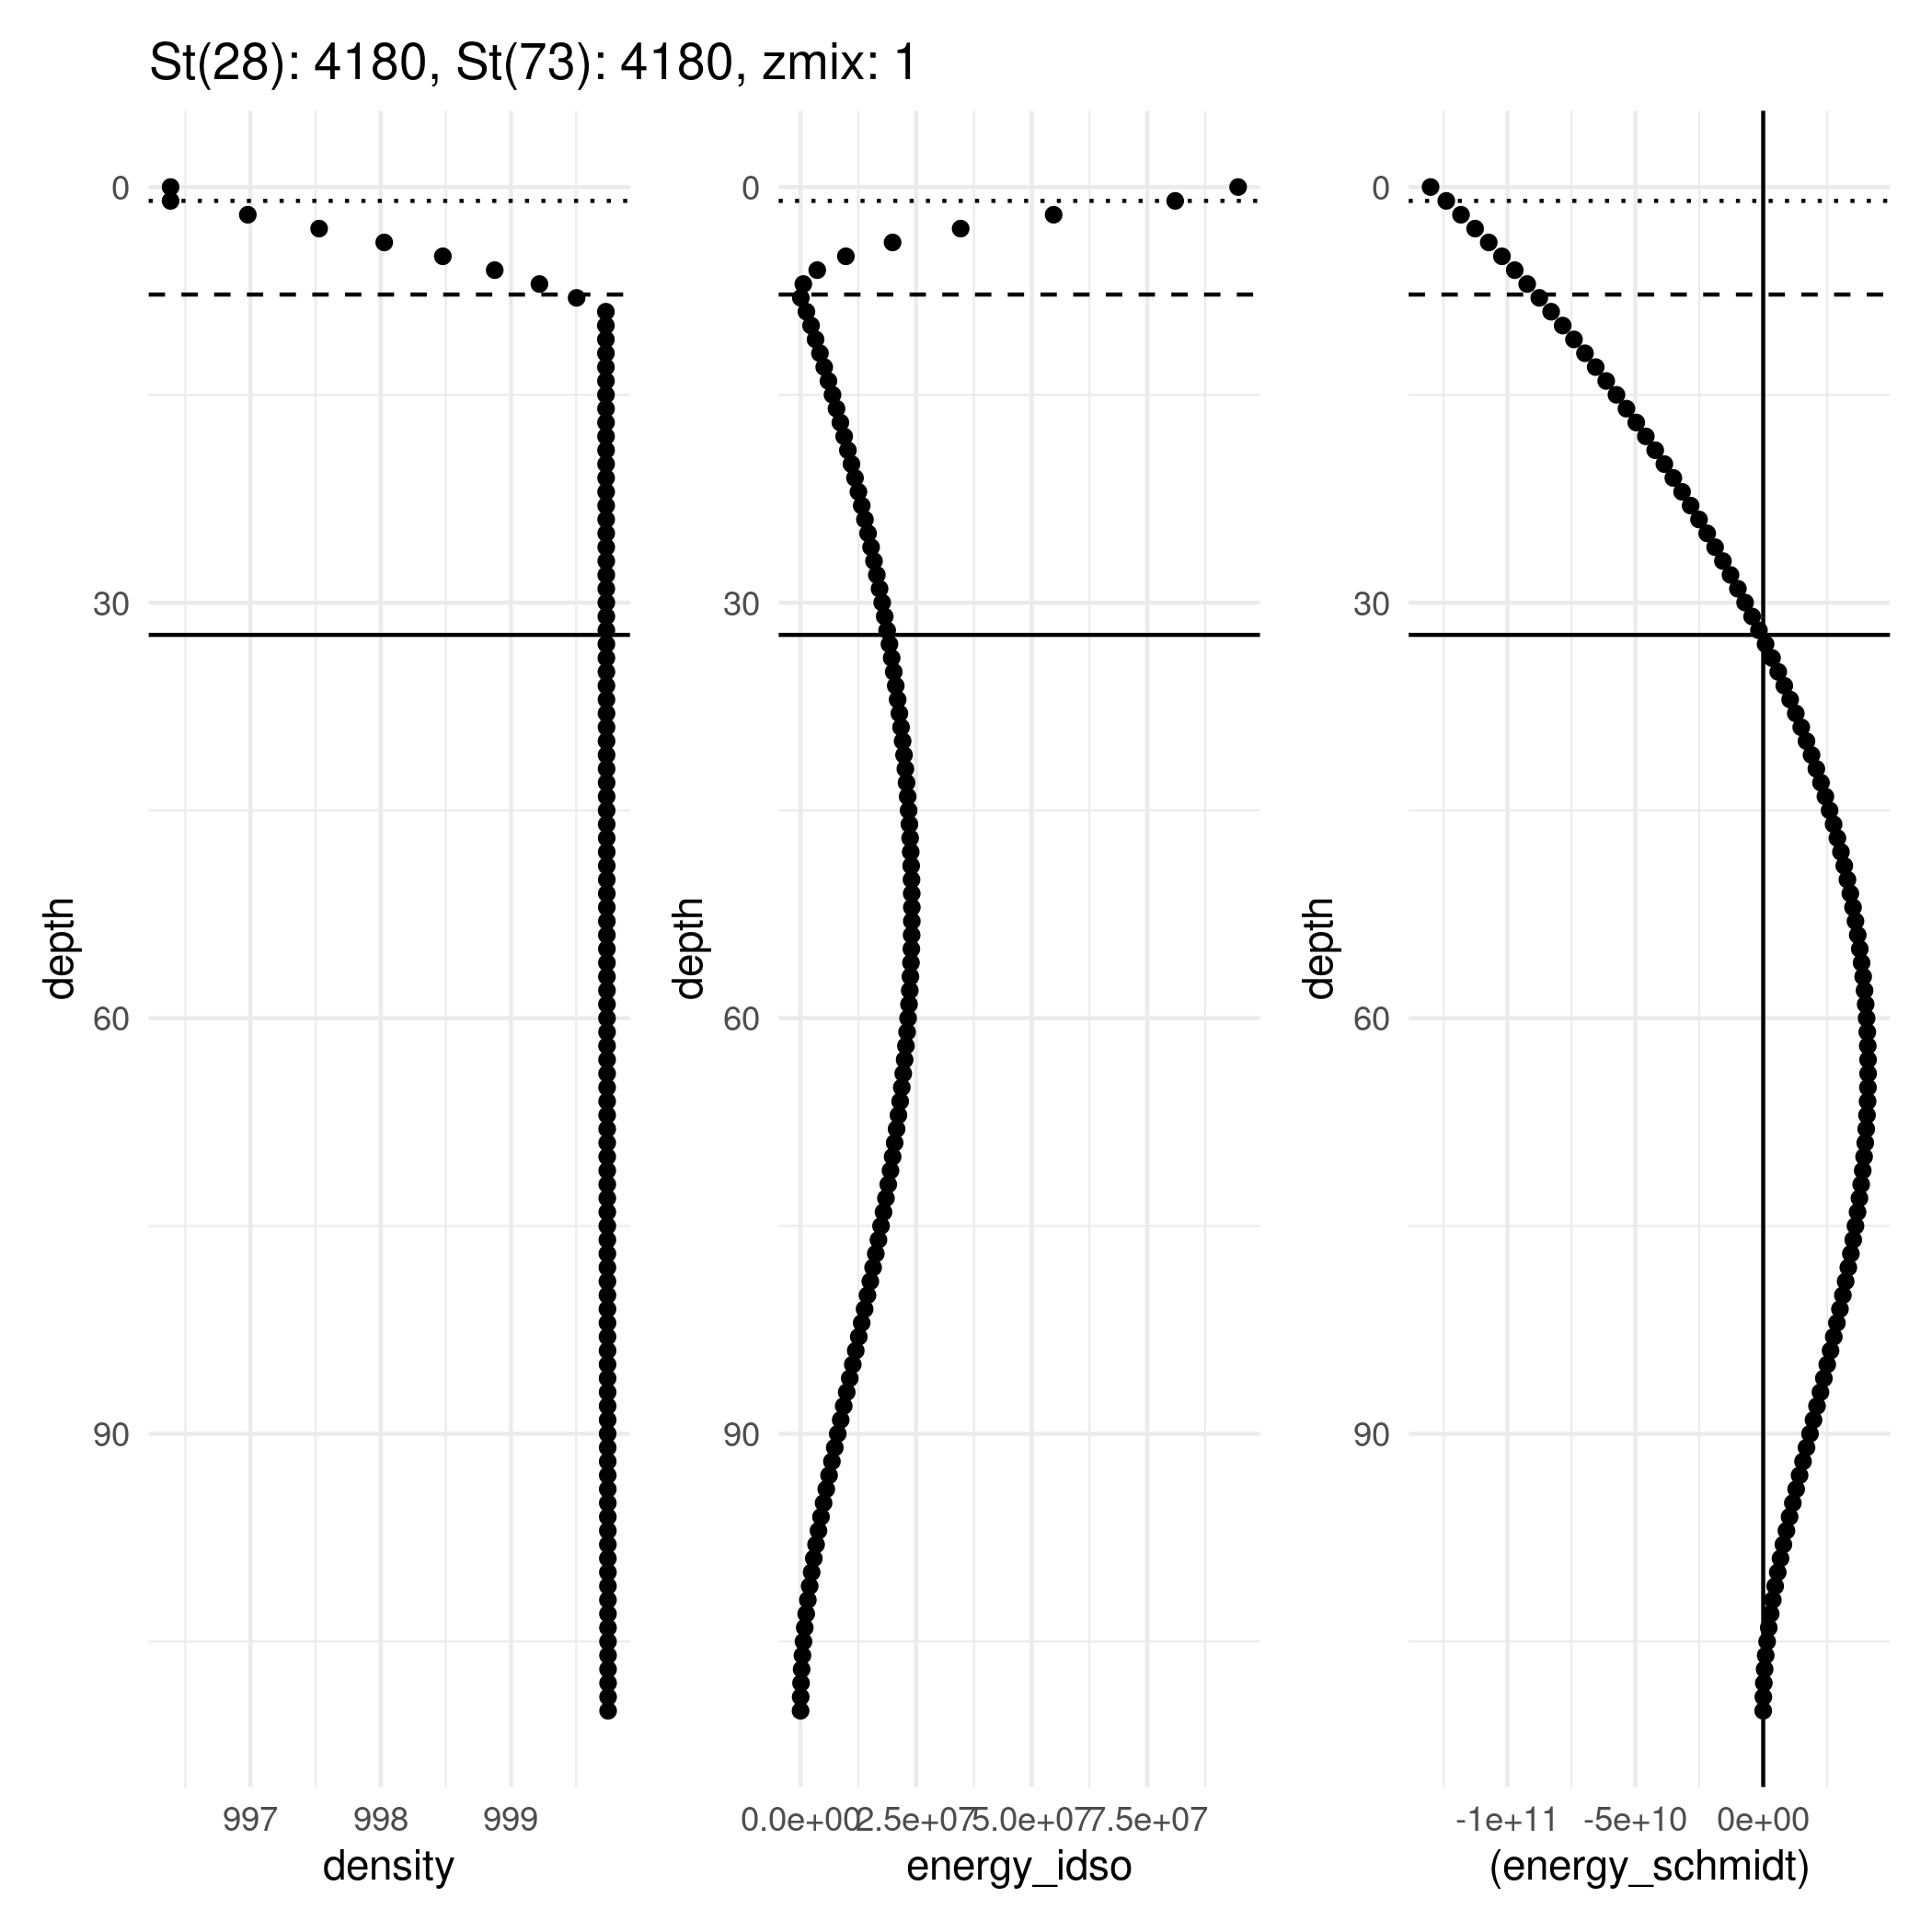 St(28): 4180, St(73): 4180, zmix: 1
0
30
60
90
depth
997 998 999
density
0
30
60
90
depth
0.0e+00 2.5e+07 5.0e+07 7.5e+07
energy_idso
0
30
60
90
depth
-1e+11 -5e+10 0e+00
(energy_schmidt)